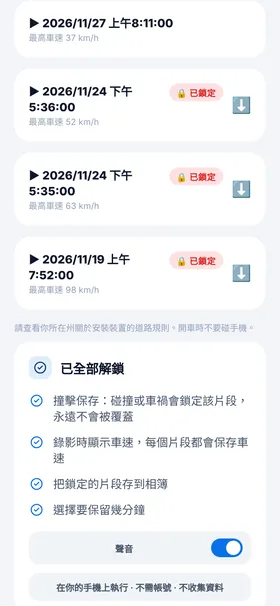 ▶ 2026/11/27 上午8:11:00
最高車速 37 km/h
▶ 2026/11/24 下午
5:36:00
🔒 已鎖定
最高車速 52 km/h
▶ 2026/11/24 下午
5:35:00
🔒 已鎖定
最高車速 63 km/h
▶ 2026/11/19 上午
7:52:00
🔒 已鎖定
最高車速 98 km/h
請查看你所在州關於安裝裝置的道路規則。開車時不要碰手機。
已全部解鎖
撞擊保存：碰撞或車禍會鎖定該片段，
永遠不會被覆蓋
錄影時顯示車速，每個片段都會保存車
速
把鎖定的片段存到相簿
選擇要保留幾分鐘
聲音
在你的手機上執行 · 不需帳號 · 不收集資料